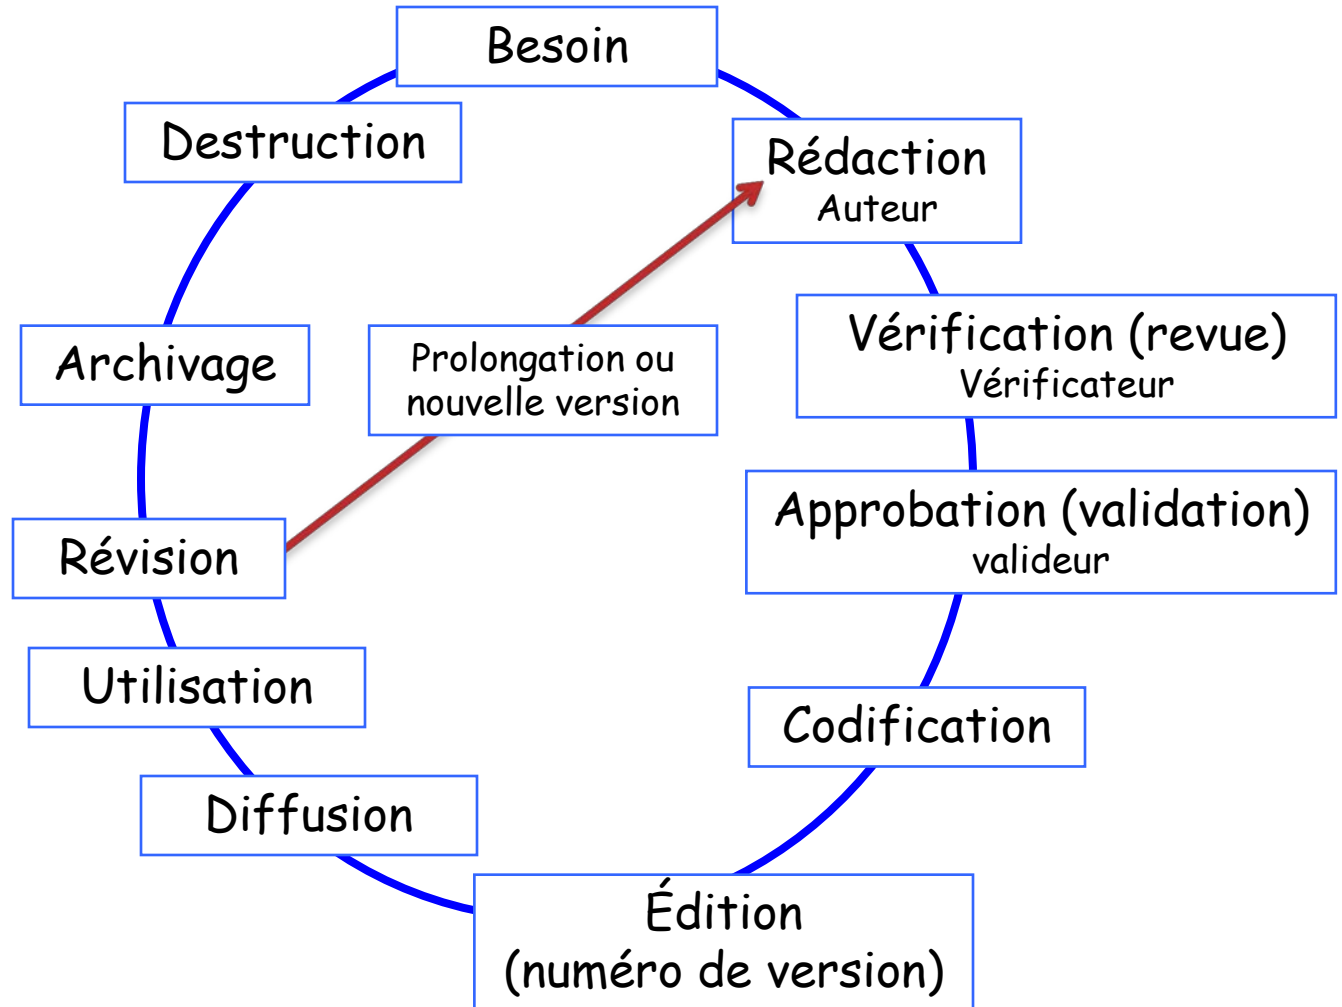 Besoin
Destruction
Rédaction
Auteur
Vérification (revue)
Vérificateur
Archivage
Prolongation ou
nouvelle version
Approbation (validation)
valideur
Révision
Utilisation
Codification
Diffusion
Édition
(numéro de version)